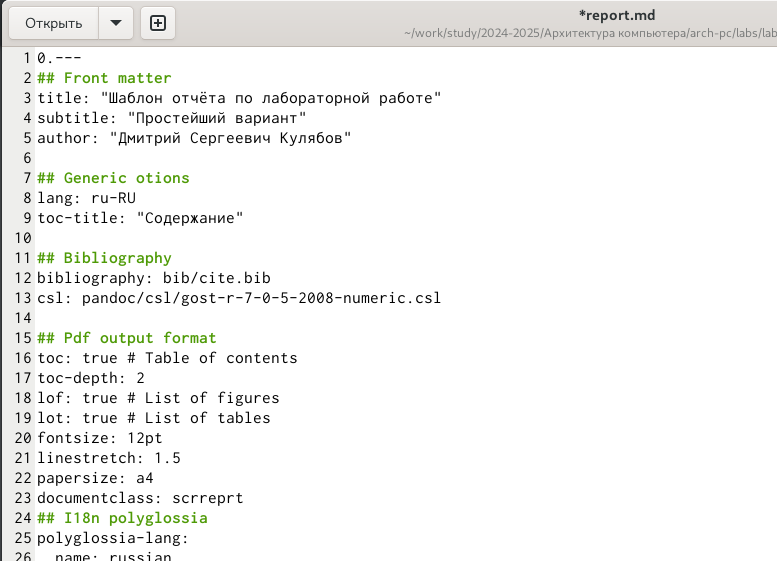 Открыть
*report.md
~/work/study/2024-2025/Архитектура компьютера/arch-pc/labs/lab
1 0.---
2 ## Front matter
3 title: "Шаблон отчёта по лабораторной работе"
4 subtitle: "Простейший вариант"
5 author: "Дмитрий Сергеевич Кулябов"
6
7 ## Generic otions
8 lang: ru-RU
9 toc-title: "Содержание"
10
11 ## Bibliography
12 bibliography: bib/cite.bib
13 csl: pandoc/csl/gost-r-7-0-5-2008-numeric.csl
14
15 ## Pdf output format
16 toc: true # Table of contents
17 toc-depth: 2
18 lof: true # List of figures
19 lot: true # List of tables
20 fontsize: 12pt
21 linestretch: 1.5
22 papersize: a4
23 documentclass: scrreprt
24 ## I18n polyglossia
25 polyglossia-lang:
26   name: russian